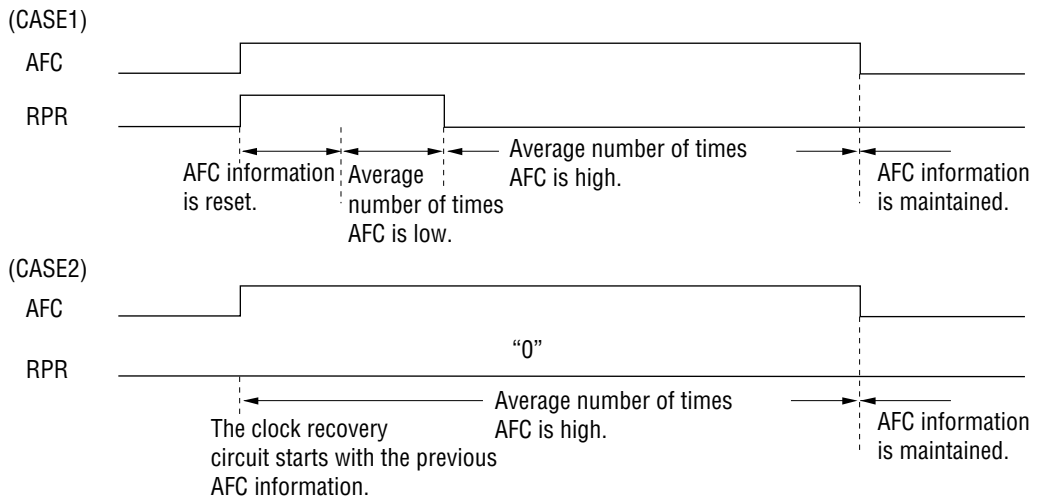 (CASE1)
AFC
RPR
AFC information
is reset.
Average
number of times
AFC is low.
Average number of times
AFC is high.
AFC information
is maintained.
(CASE2)
AFC
“0”
RPR
The clock recovery
circuit starts with the previous
AFC information.
Average number of times
AFC is high.
AFC information
is maintained.